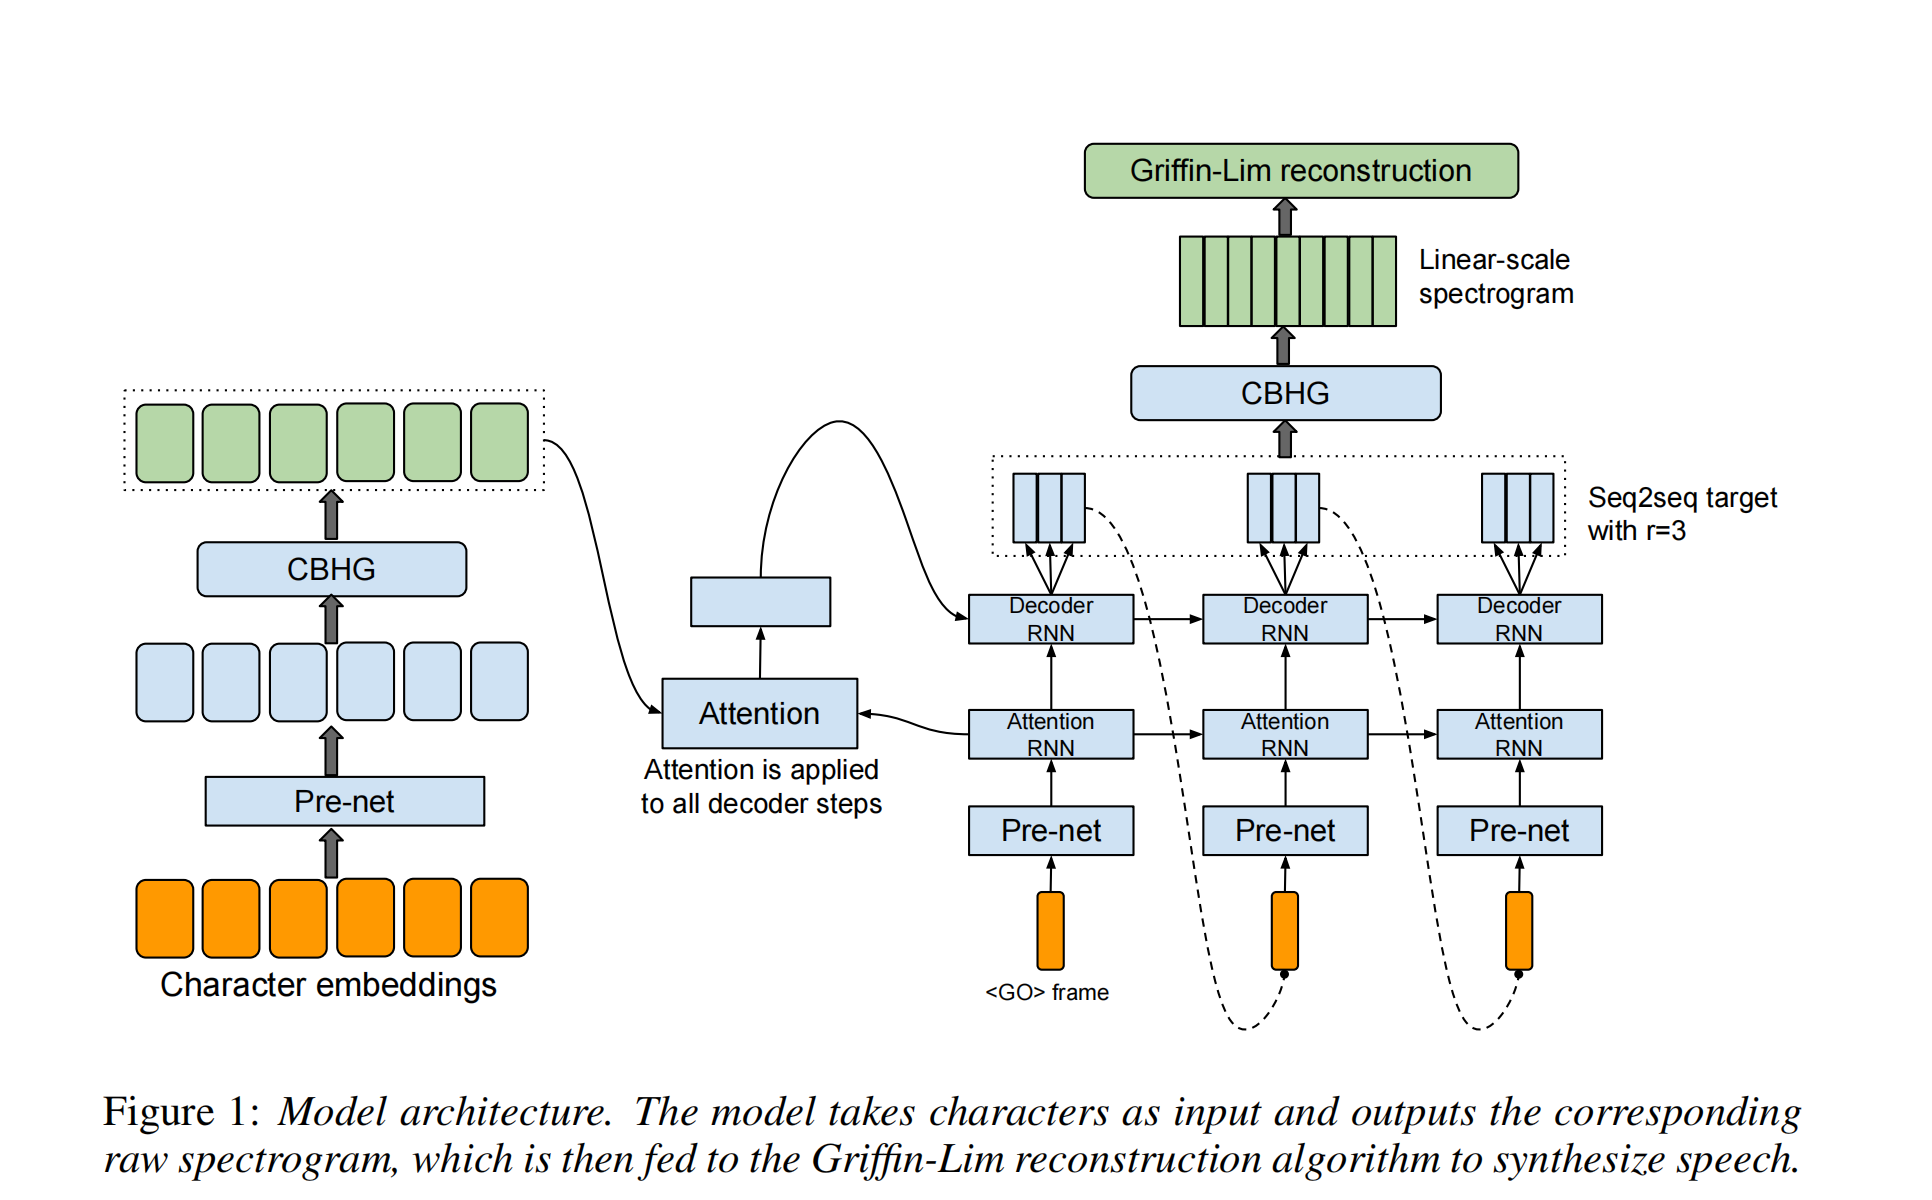 Griffin-Lim reconstruction
Linear-scale
spectrogram
CBHG
Seq2seq target
with r=3
CBHG
Decoder
RNN
Decoder
RNN
Decoder
RNN
Attention
Attention
RNN
Attention
RNN
Attention
RNN
Attention is applied
to all decoder steps
Pre-net
Pre-net
Pre-net
Pre-net
Character embeddings
<GO> frame
Figure 1: Model architecture. The model takes characters as input and outputs the corresponding
raw spectrogram, which is then fed to the Griffin-Lim reconstruction algorithm to synthesize speech.